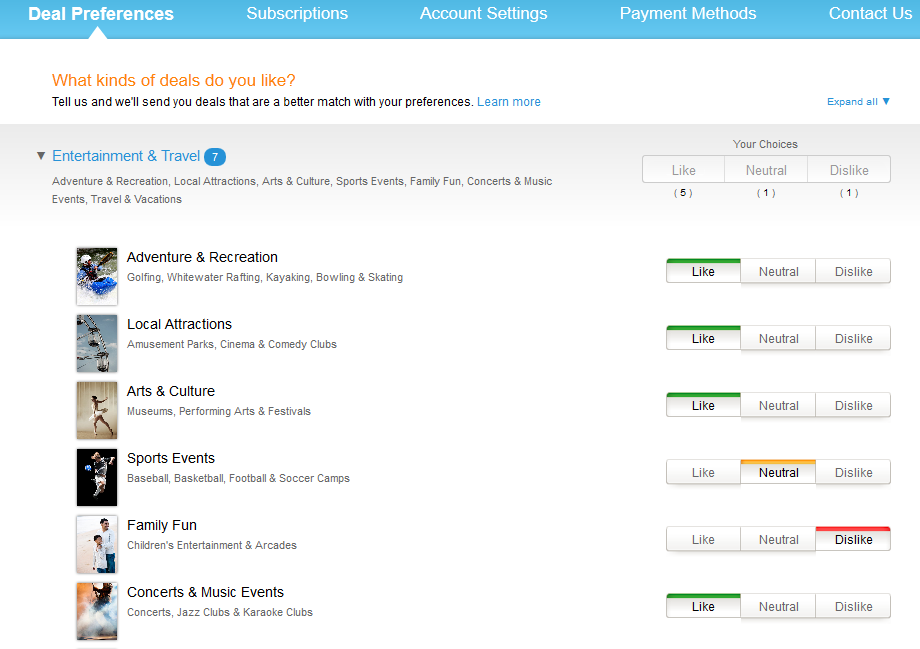 Deal Preferences Subscriptions Account Settings Payment Methods Contact Us
What kinds of deals do you like?
Tell us and we'll send you deals that are a better match with your preferences. Learn more
Expand all ▼
Your Choices
▼ Entertainment & Travel 7
Like Neutral Dislike
Adventure & Recreation, Local Attractions, Arts & Culture, Sports Events, Family Fun, Concerts & Music
Events, Travel & Vacations
( 5 ) ( 1 ) ( 1 )
Adventure & Recreation
Golfing, Whitewater Rafting, Kayaking, Bowling & Skating
Like Neutral Dislike
Local Attractions
Amusement Parks, Cinema & Comedy Clubs
Like Neutral Dislike
Arts & Culture
Museums, Performing Arts & Festivals
Like Neutral Dislike
Sports Events
Baseball, Basketball, Football & Soccer Camps
Like Neutral Dislike
Family Fun
Children's Entertainment & Arcades
Like Neutral Dislike
Concerts & Music Events
Concerts, Jazz Clubs & Karaoke Clubs
Like Neutral Dislike